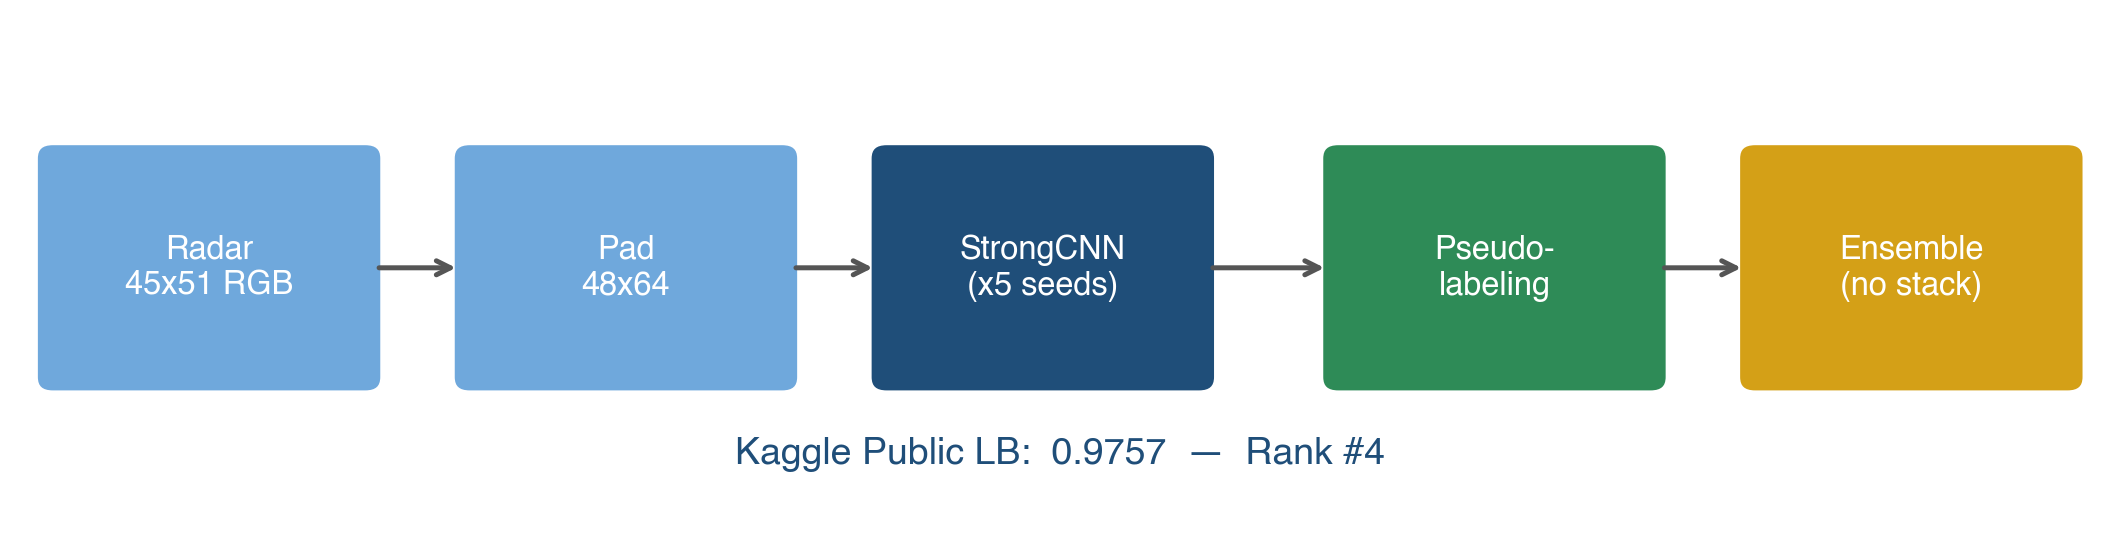 Radar
45x51 RGB
Pad
48x64
StrongCNN
(x5 seeds)
Pseudo-
labeling
Ensemble
(no stack)
Kaggle Public LB:  0.9757  —  Rank #4